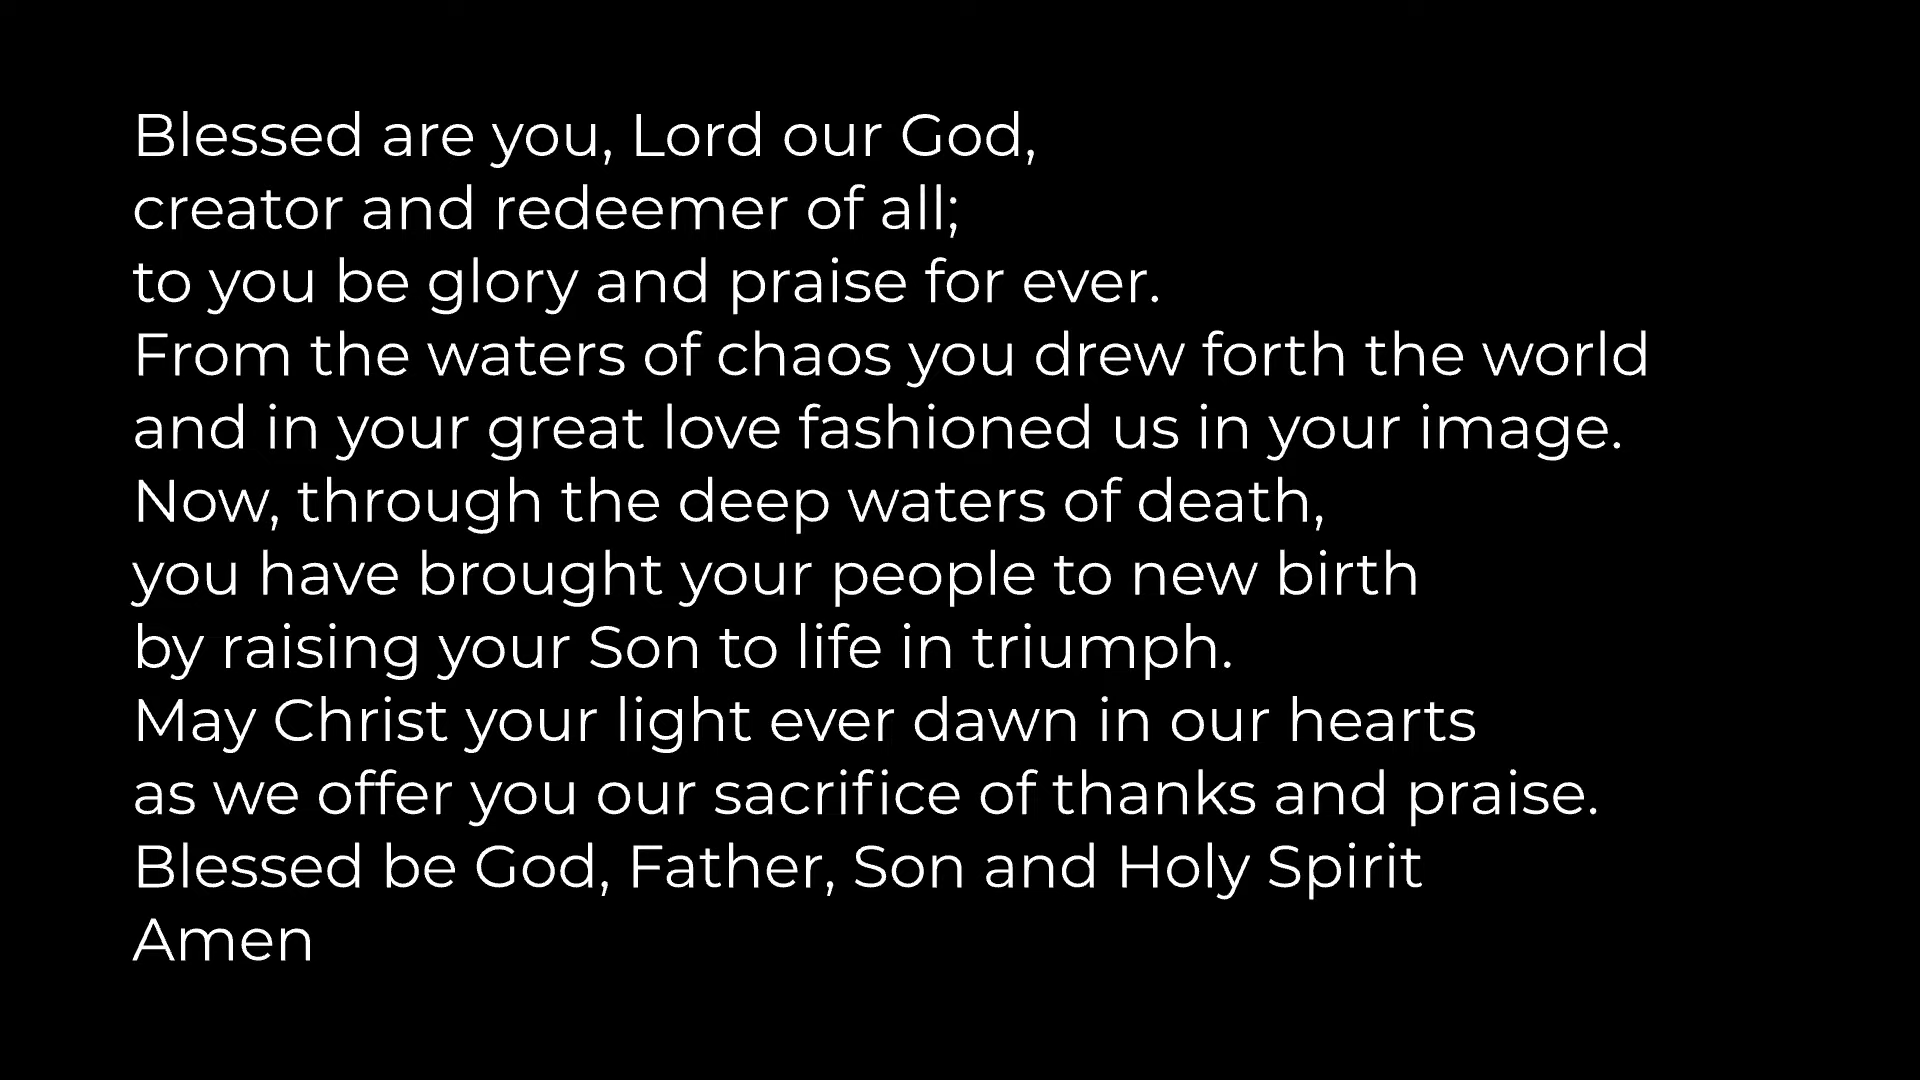 Blessed are you, Lord our God,
creator and redeemer of all;
to you be glory and praise for ever.
From the waters of chaos you drew forth the world
and in your great love fashioned us in your image.
Now, through the deep waters of death,
you have brought your people to new birth
by raising your Son to life in triumph.
May Christ your light ever dawn in our hearts
as we offer you our sacrifice of thanks and praise.
Blessed be God, Father, Son and Holy Spirit
Amen